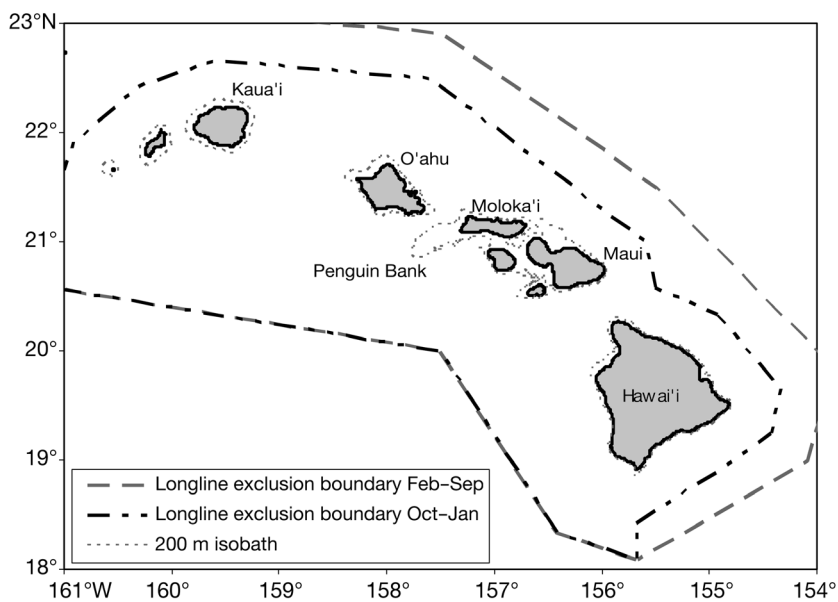 23°N
Kaua'i
22°
O'ahu
Moloka'i
21°
Maui
Penguin Bank
20°
Hawai'i
19°
Longline exclusion boundary Feb–Sep
Longline exclusion boundary Oct–Jan
200 m isobath
18°
161°W 160° 159° 158° 157° 156° 155° 154°